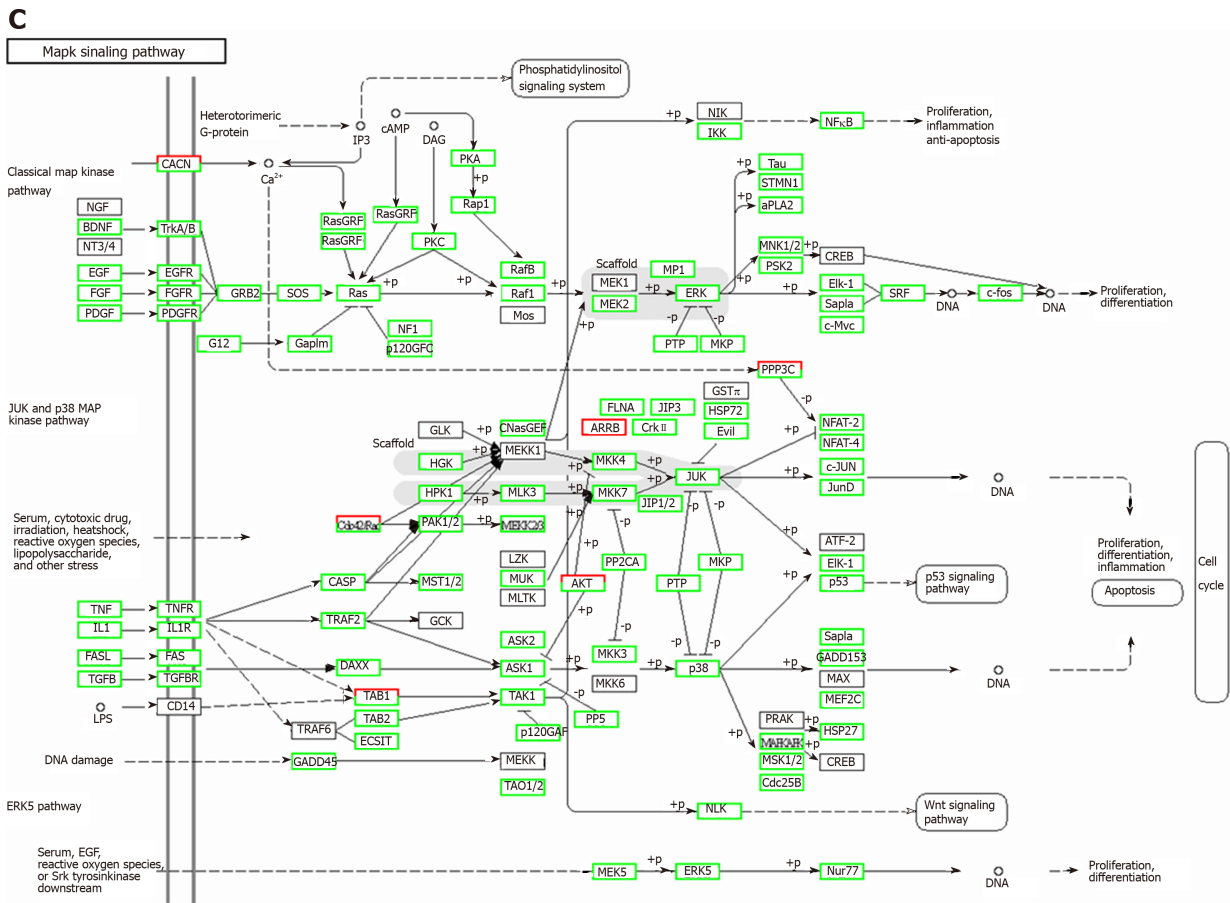 C
Mapk sinaling pathway
Phosphatidylinositol
signaling system
Heterotorimeric
G-protein
IP3
cAMP
DAG
NIK
IKK
+p
NFκB
Proliferation,
inflammation
anti-apoptosis
Classical map kinase
pathway
CACN
Ca2+
PKA
+p
Rap1
+p
Tau
STMN1
+p
aPLA2
NGF
BDNF
NT3/4
TrkA/B
RasGRF
RasGRF
RasGRF
PKC
MNK1/2
+p
PSK2
CREB
EGF
EGFR
FGF
FGFR
PDGF
PDGFR
GRB2
SOS
Ras
+p
+p
RafB
Raf1
Mos
+p
Scaffold
MEK1
MEK2
MP1
+p
ERK
+p
+p
+p
Elk-1
Sapla
c-Mvc
SRF
DNA
c-fos
DNA
Proliferation,
differentiation
G12
Gaplm
NF1
p120GFC
+p
-p
-p
PTP
MKP
PPP3C
-p
JUK and p38 MAP
kinase pathway
GLK
+p
CNasGEF
FLNA
JIP3
ARRB
Crk II
GSTπ
HSP72
Evil
NFAT-2
NFAT-4
+p
Scaffold
HGK
+p
MEKK1
MKK4
+p
+p
JUK
+p
c-JUN
JunD
DNA
HPK1
+p
MLK3
+p
MKK7
+p
JIP1/2
Serum, cytotoxic drug,
irradiation, heatshock,
reactive oxygen species,
lipopolysaccharide,
and other stress
Cdc42/Rac
PAK1/2
+p
MEKK2/3
-p
-p
-p
+p
+p
ATF-2
Elk-1
p53
p53 signaling
pathway
Proliferation,
differentiation,
inflammation
Apoptosis
Cell
cycle
LZK
MUK
MLTK
AKT
+p
PP2CA
PTP
MKP
+p
CASP
MST1/2
TNF
TNFR
IL1
IL1R
TRAF2
GCK
ASK2
-p
-p
-p
FASL
FAS
TGFB
TGFBR
DAXX
ASK1
+p
MKK3
MKK6
+p
p38
+p
Sapla
GADD153
MAX
MEF2C
DNA
LPS
CD14
TAB1
TAB2
ECSIT
TRAF6
TAK1
-p
PP5
p120GAF
+p
PRAK
+p
HSP27
+p
MSK1/2
CREB
Cdc25B
DNA damage
GADD45
MEKK
TAO1/2
ERK5 pathway
+p
NLK
Wnt signaling
pathway
Serum, EGF,
reactive oxygen species,
or Srk tyrosinkinase
downstream
MEK5
+p
ERK5
+p
Nur77
DNA
Proliferation,
differentiation